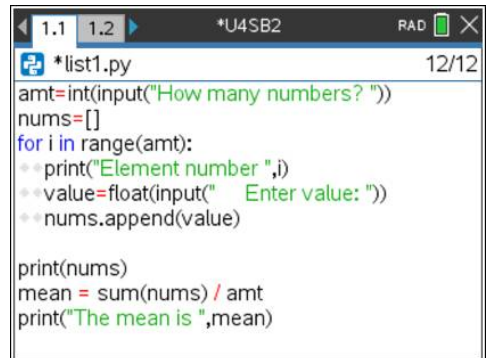 1.1 1.2 *U4SB2 RAD
*list1.py 12/12
amt=int(input("How many numbers? "))
nums=[]
for i in range(amt):
  print("Element number ",i)
  value=float(input("    Enter value: "))
  nums.append(value)

print(nums)
mean = sum(nums) / amt
print("The mean is ",mean)